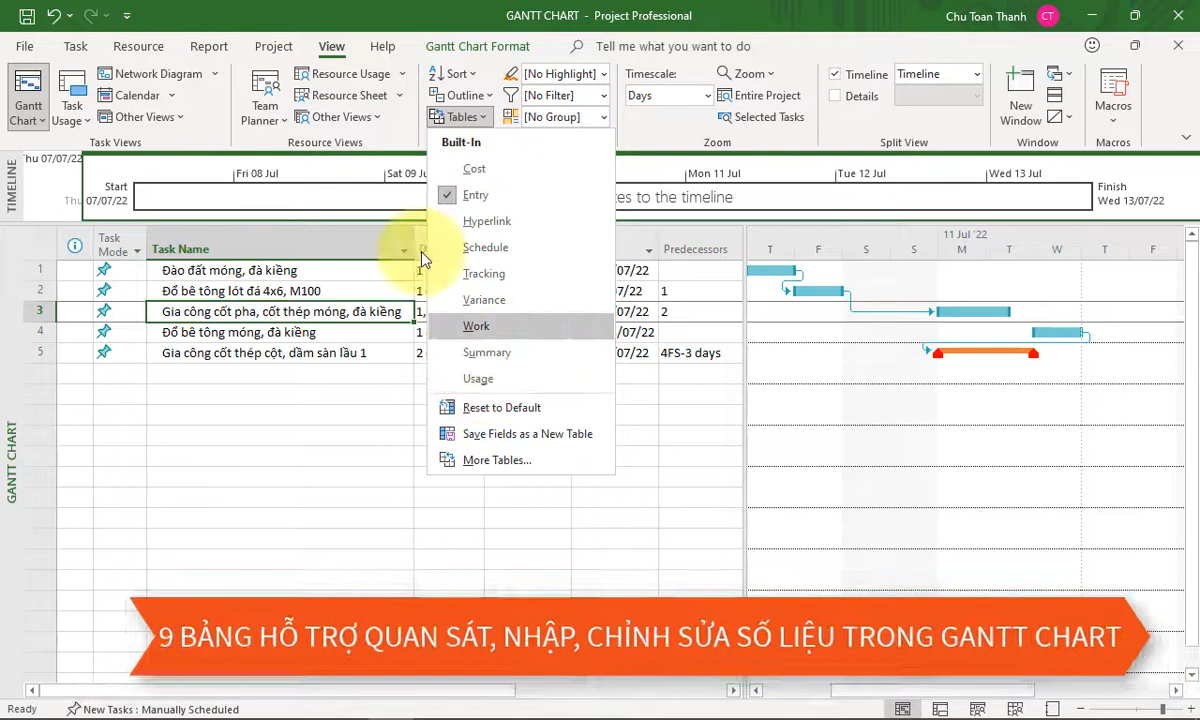 GANTT CHART - Project Professional
Chu Toan Thanh CT
File Task Resource Report Project View Help Gantt Chart Format Tell me what you want to do
Gantt Chart
Task Usage
Network Diagram
Calendar
Other Views
Task Views
Team Planner
Resource Usage
Resource Sheet
Other Views
Resource Views
Sort
Outline
Tables
[No Highlight]
[No Filter]
[No Group]
Timescale:
Days
Zoom
Entire Project
Selected Tasks
Zoom
Timeline Timeline
Details
Split View
New Window
Window
Macros
Macros
TIMELINE
Thu 07/07/22
Fri 08 July
Sat 09 Ju
Mon 11 July
Tue 12 July
Wed 13 July
Start
Thu 07/07/22
es to the timeline
Finish
Wed 13/07/22
Built-In
Cost
Entry
Hyperlink
Schedule
Tracking
Variance
Work
Summary
Usage
Reset to Default
Save Fields as a New Table
More Tables...
GANTT CHART
Task Mode Task Name Predecessors
11 Jul '22
T F S S M T W T F
1 Đào đất móng, đà kiềng 1 /07/22
2 Đổ bê tông lót đá 4x6, M100 1 /07/22 1
3 Gia công cốt pha, cốt thép móng, đà kiềng 1, /07/22 2
4 Đổ bê tông móng, đà kiềng 1 /07/22
5 Gia công cốt thép cột, dầm sàn lầu 1 2 /07/22 4FS-3 days
9 BẢNG HỖ TRỢ QUAN SÁT, NHẬP, CHỈNH SỬA SỐ LIỆU TRONG GANTT CHART
Ready New Tasks : Manually Scheduled